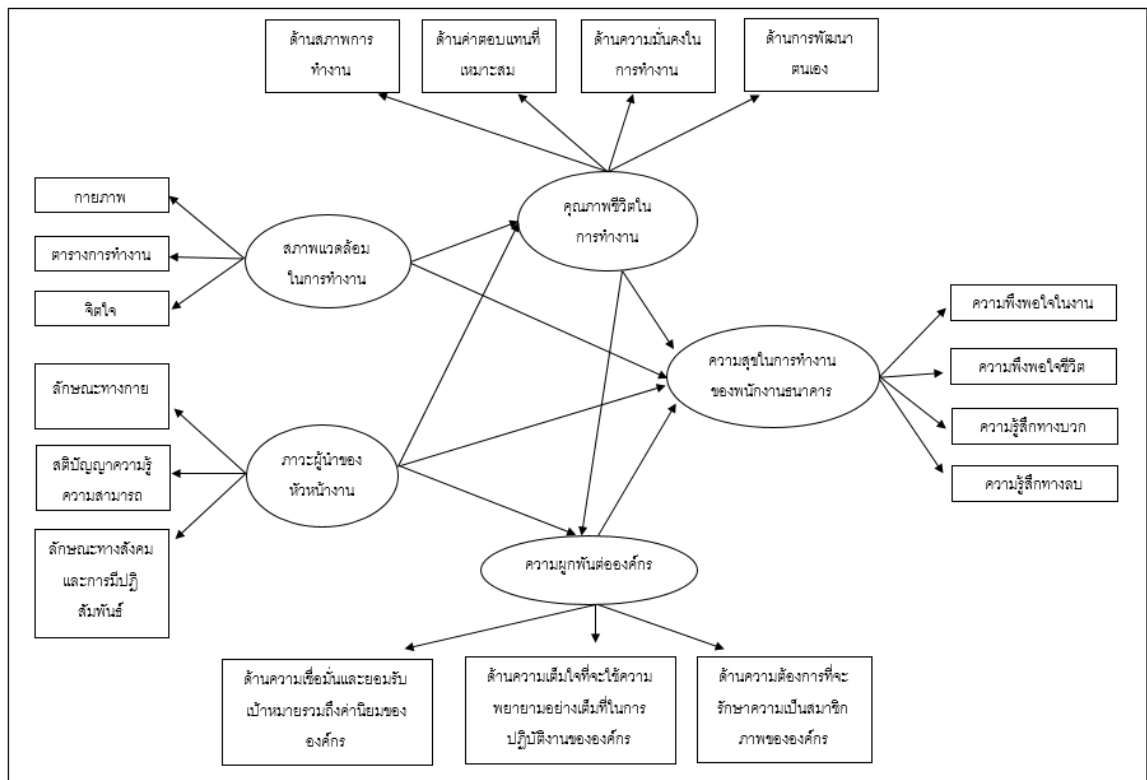 ด้านสภาพการ
ทำงาน
ด้านค่าตอบแทนที่
เหมาะสม
ด้านความมั่นคงใน
การทำงาน
ด้านการพัฒนา
ตนเอง
กายภาพ
ตารางการทำงาน
จิตใจ
สภาพแวดล้อม
ในการทำงาน
คุณภาพชีวิตใน
การทำงาน
ลักษณะทางกาย
สติปัญญาความรู้
ความสามารถ
ลักษณะทางสังคม
และการมีปฏิ
สัมพันธ์
ภาวะผู้นำของ
หัวหน้างาน
ความสุขในการทำงาน
ของพนักงานธนาคาร
ความพึงพอใจในงาน
ความพึงพอใจชีวิต
ความรู้สึกทางบวก
ความรู้สึกทางลบ
ความผูกพันต่อองค์กร
ด้านความเชื่อมั่นและยอมรับ
เป้าหมายรวมถึงค่านิยมของ
องค์กร
ด้านความเต็มใจที่จะใช้ความ
พยายามอย่างเต็มที่ในการ
ปฏิบัติงานขององค์กร
ด้านความต้องการที่จะ
รักษาความเป็นสมาชิก
ภาพขององค์กร